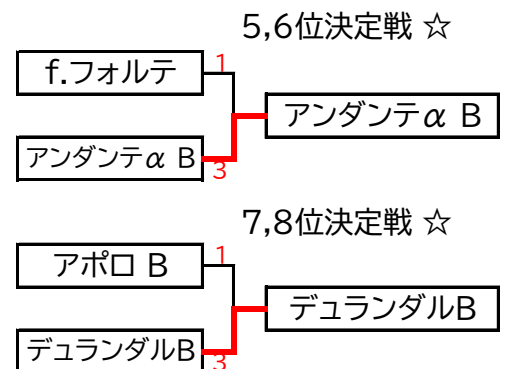 5,6位決定戦 ☆
f.フォルテ
1
アンダンテα B
アンダンテα B
3
7,8位決定戦 ☆
アポロ B
1
デュランダルB
デュランダルB
3